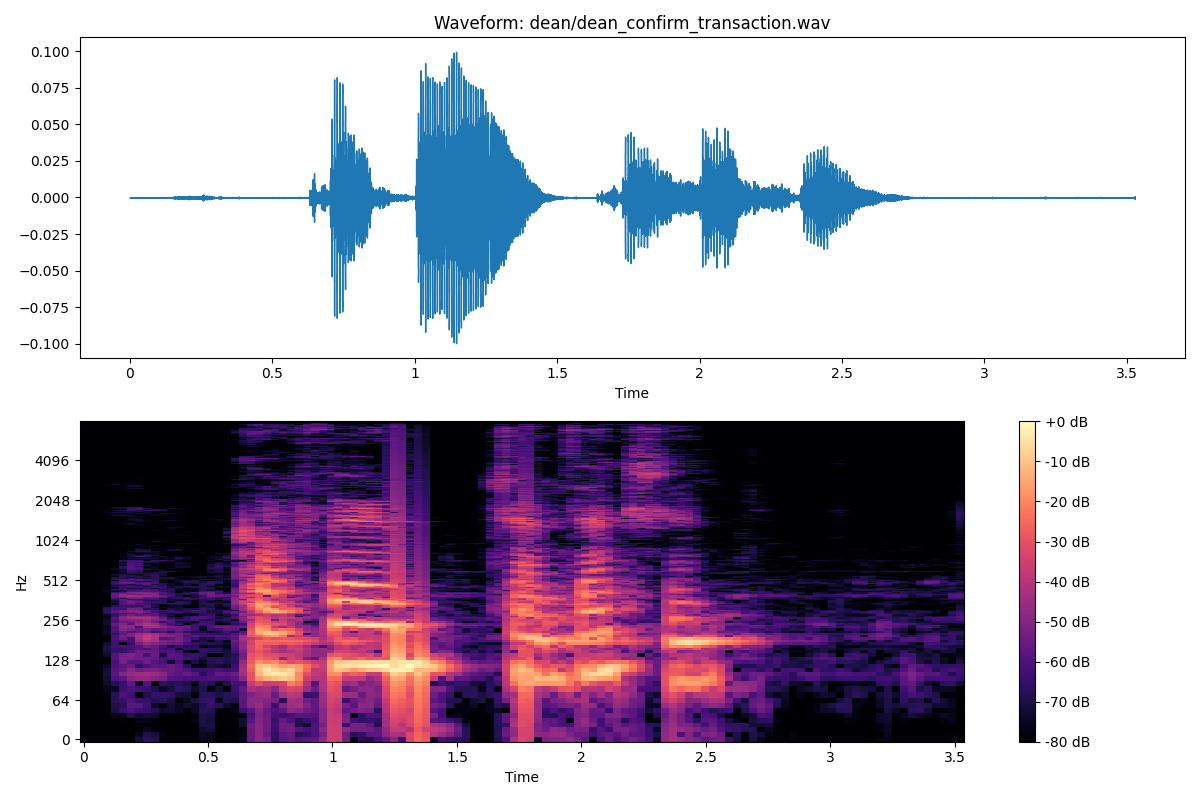 Waveform: dean/dean_confirm_transaction.wav
0.100
0.075
0.050
0.025
0.000
−0.025
−0.050
−0.075
−0.100
0 0.5 1 1.5 2 2.5 3 3.5
Time
4096
2048
1024
512
256
128
64
0
Hz
0 0.5 1 1.5 2 2.5 3 3.5
Time
+0 dB
-10 dB
-20 dB
-30 dB
-40 dB
-50 dB
-60 dB
-70 dB
-80 dB